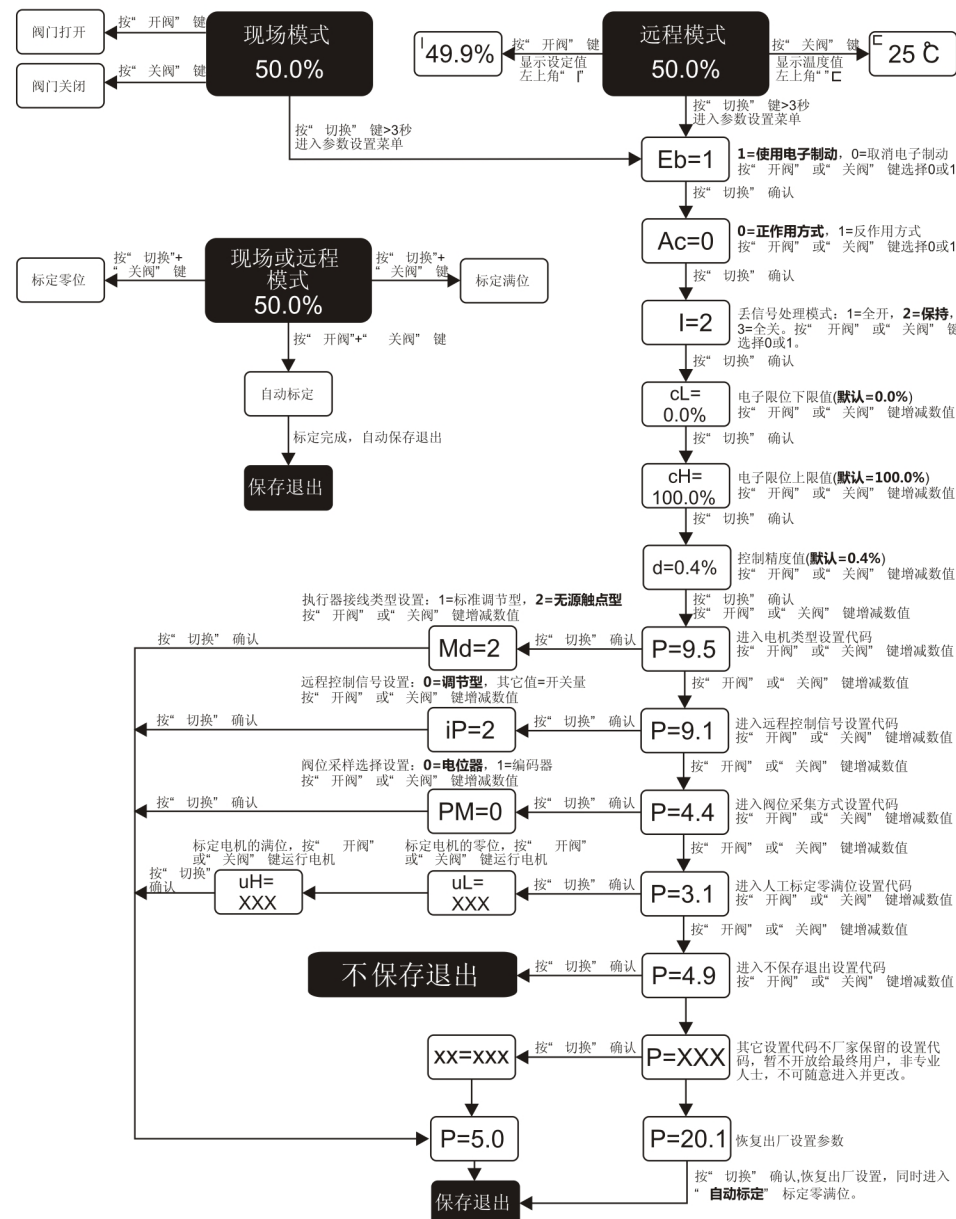 阀门打开
按“ 开阀” 键
现场模式
50.0%
阀门关闭
按“ 关阀” 键
按“ 切换” 键>3秒
进入参数设置菜单
49.9%
按“ 开阀” 键
显示设定值
左上角“ Г”
远程模式
50.0%
按“ 关阀” 键
显示温度值
左上角“ ”匚
25 ℃
按“ 切换” 键>3秒
进入参数设置菜单
Eb=1
1=使用电子制动，0=取消电子制动
按“ 开阀” 或“ 关阀” 键选择0或1
按“ 切换” 确认
Ac=0
0=正作用方式，1=反作用方式
按“ 开阀” 或“ 关阀” 键选择0或1
按“ 切换” 确认
标定零位
按“ 切换”+
“ 关阀” 键
现场或远程
模式
50.0%
按“ 切换”+
“ 关阀” 键
标定满位
按“ 开阀”+“ 关阀” 键
自动标定
标定完成，自动保存退出
保存退出
I=2
丢信号处理模式：1=全开，2=保持，
3=全关。按“ 开阀” 或“ 关阀”
选择0或1。
按“ 切换” 确认
cL=
0.0%
电子限位下限值(默认=0.0%)
按“ 开阀” 或“ 关阀” 键增减数值
按“ 切换” 确认
cH=
100.0%
电子限位上限值(默认=100.0%)
按“ 开阀” 或“ 关阀” 键增减数值
按“ 切换” 确认
d=0.4%
控制精度值(默认=0.4%)
按“ 开阀” 或“ 关阀” 键增减数值
按“ 切换” 确认
按“ 开阀” 或“ 关阀” 键增减数值
执行器接线类型设置：1=标准调节型，2=无源触点型
按“ 开阀” 或“ 关阀” 键增减数值
按“ 切换” 确认
Md=2
按“ 切换” 确认
P=9.5
进入电机类型设置代码
按“ 开阀” 或“ 关阀” 键增减数值
按“ 开阀” 或“ 关阀” 键增减数值
远程控制信号设置：0=调节型，其它值=开关量
按“ 开阀” 或“ 关阀” 键增减数值
按“ 切换” 确认
iP=2
按“ 切换” 确认
P=9.1
进入远程控制信号设置代码
按“ 开阀” 或“ 关阀” 键增减数值
按“ 开阀” 或“ 关阀” 键增减数值
阀位采样选择设置：0=电位器，1=编码器
按“ 开阀” 或“ 关阀” 键增减数值
按“ 切换” 确认
PM=0
按“ 切换” 确认
P=4.4
进入阀位采集方式设置代码
按“ 开阀” 或“ 关阀” 键增减数值
按“ 开阀” 或“ 关阀” 键增减数值
标定电机的满位，按“ 开阀”
或“ 关阀” 键运行电机
标定电机的零位，按“ 开阀”
或“ 关阀” 键运行电机
按“ 切换”
确认
uH=
XXX
uL=
XXX
按“ 切换” 确认
P=3.1
进入人工标定零满位设置代码
按“ 开阀” 或“ 关阀” 键增减数值
按“ 开阀” 或“ 关阀” 键增减数值
不保存退出
按“ 切换” 确认
P=4.9
进入不保存退出设置代码
按“ 开阀” 或“ 关阀” 键增减数值
xx=xxx
按“ 切换” 确认
P=XXX
其它设置代码不厂家保留的设置代
码，暂不开放给最终用户，非专业
人士，不可随意进入并更改。
P=5.0
P=20.1
恢复出厂设置参数
按“ 切换” 确认,恢复出厂设置，同时进入
“ 自动标定” 标定零满位。
保存退出